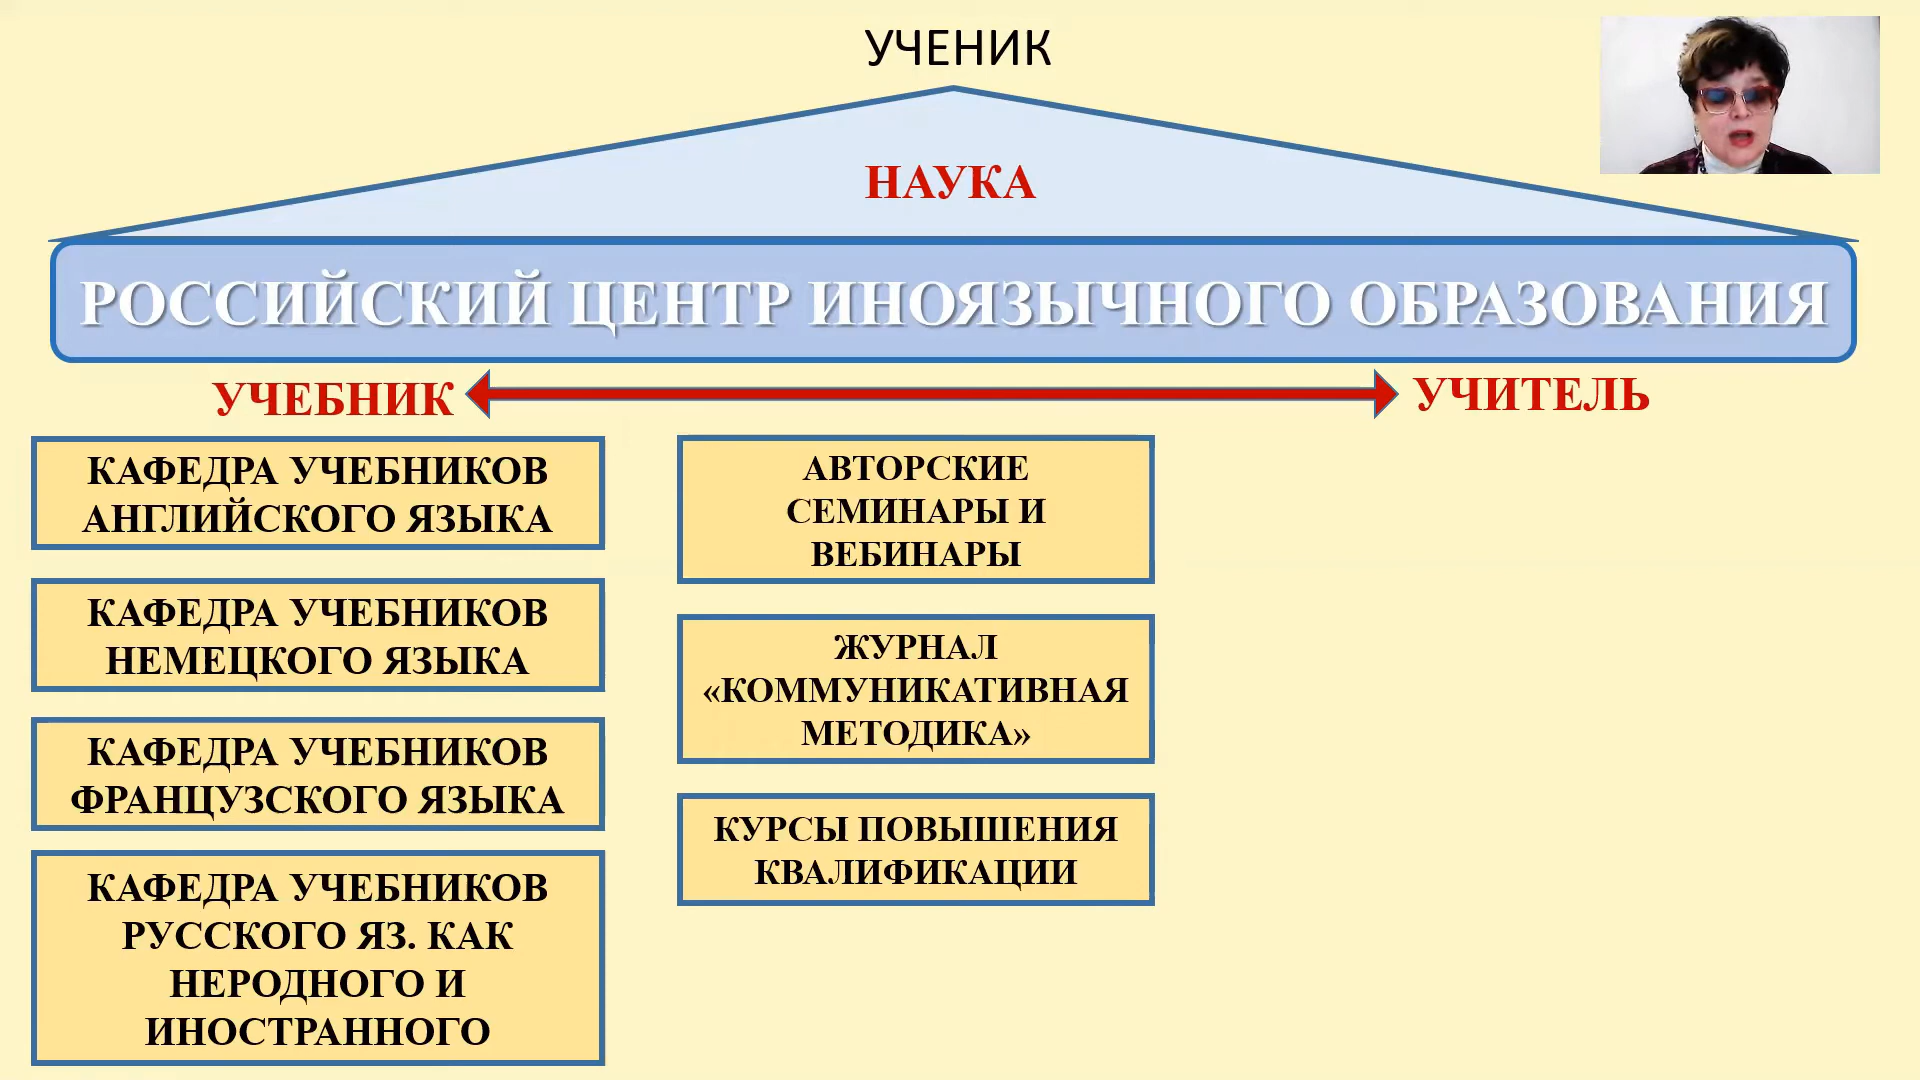 УЧЕНИК
НАУКА
РОССИЙСКИЙ ЦЕНТР ИНОЯЗЫЧНОГО ОБРАЗОВАНИЯ
УЧЕБНИК
УЧИТЕЛЬ
КАФЕДРА УЧЕБНИКОВ
АНГЛИЙСКОГО ЯЗЫКА
КАФЕДРА УЧЕБНИКОВ
НЕМЕЦКОГО ЯЗЫКА
КАФЕДРА УЧЕБНИКОВ
ФРАНЦУЗСКОГО ЯЗЫКА
КАФЕДРА УЧЕБНИКОВ
РУССКОГО ЯЗ. КАК
НЕРОДНОГО И
ИНОСТРАННОГО
АВТОРСКИЕ
СЕМИНАРЫ И
ВЕБИНАРЫ
ЖУРНАЛ
«КОММУНИКАТИВНАЯ
МЕТОДИКА»
КУРСЫ ПОВЫШЕНИЯ
КВАЛИФИКАЦИИ